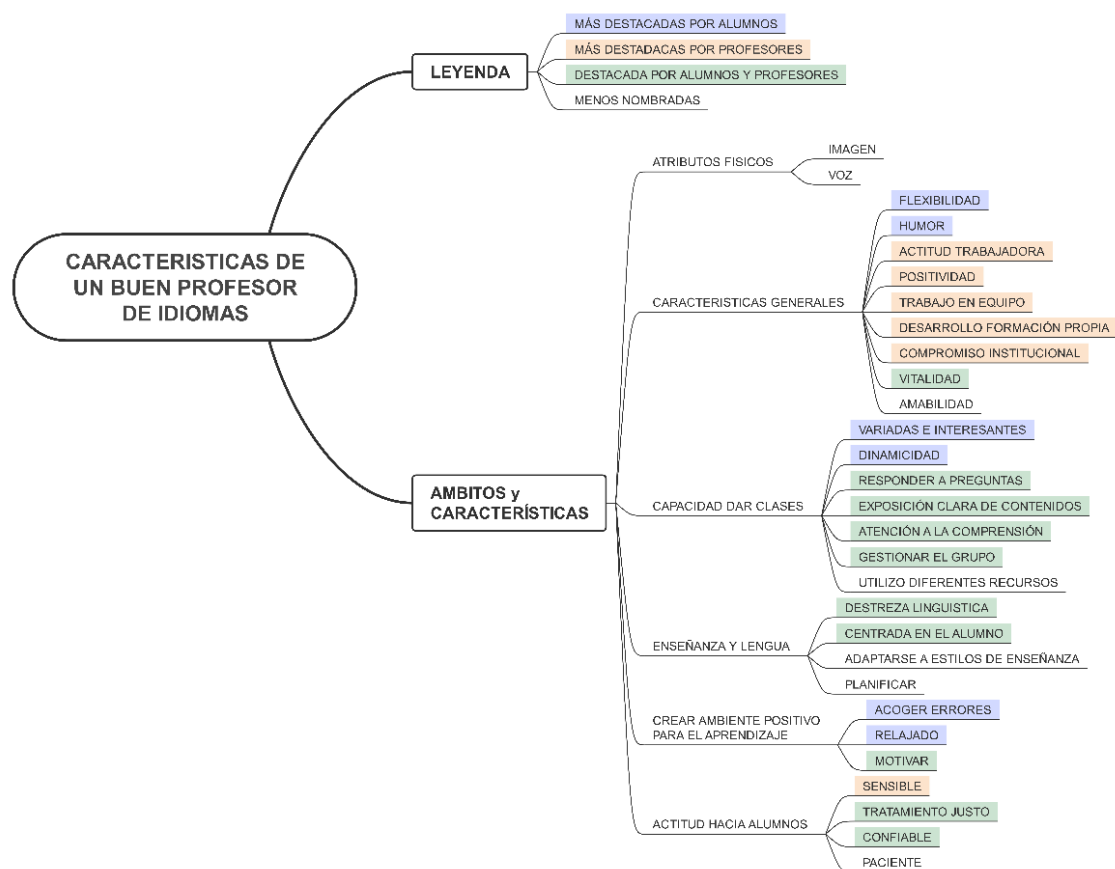 CARACTERISTICAS DE
UN BUEN PROFESOR
DE IDIOMAS
LEYENDA
MÁS DESTACADAS POR ALUMNOS
MÁS DESTADACAS POR PROFESORES
DESTACADA POR ALUMNOS Y PROFESORES
MENOS NOMBRADAS
AMBITOS y
CARACTERÍSTICAS
ATRIBUTOS FISICOS
IMAGEN
VOZ
CARACTERISTICAS GENERALES
FLEXIBILIDAD
HUMOR
ACTITUD TRABAJADORA
POSITIVIDAD
TRABAJO EN EQUIPO
DESARROLLO FORMACIÓN PROPIA
COMPROMISO INSTITUCIONAL
VITALIDAD
AMABILIDAD
CAPACIDAD DAR CLASES
VARIADAS E INTERESANTES
DINAMICIDAD
RESPONDER A PREGUNTAS
EXPOSICIÓN CLARA DE CONTENIDOS
ATENCIÓN A LA COMPRENSIÓN
GESTIONAR EL GRUPO
UTILIZO DIFERENTES RECURSOS
ENSEÑANZA Y LENGUA
DESTREZA LINGUISTICA
CENTRADA EN EL ALUMNO
ADAPTARSE A ESTILOS DE ENSEÑANZA
PLANIFICAR
CREAR AMBIENTE POSITIVO
PARA EL APRENDIZAJE
ACOGER ERRORES
RELAJADO
MOTIVAR
ACTITUD HACIA ALUMNOS
SENSIBLE
TRATAMIENTO JUSTO
CONFIABLE
PACIENTE